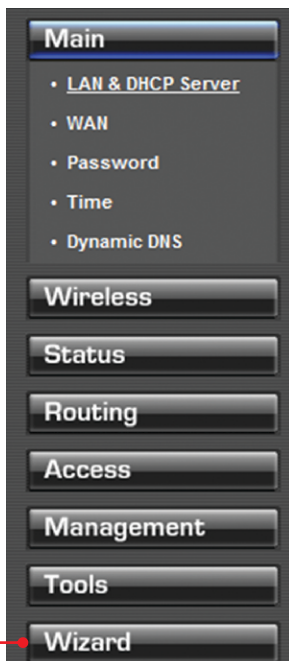 Main
• LAN & DHCP Server
• WAN
• Password
• Time
• Dynamic DNS
Wireless
Status
Routing
Access
Management
Tools
Wizard